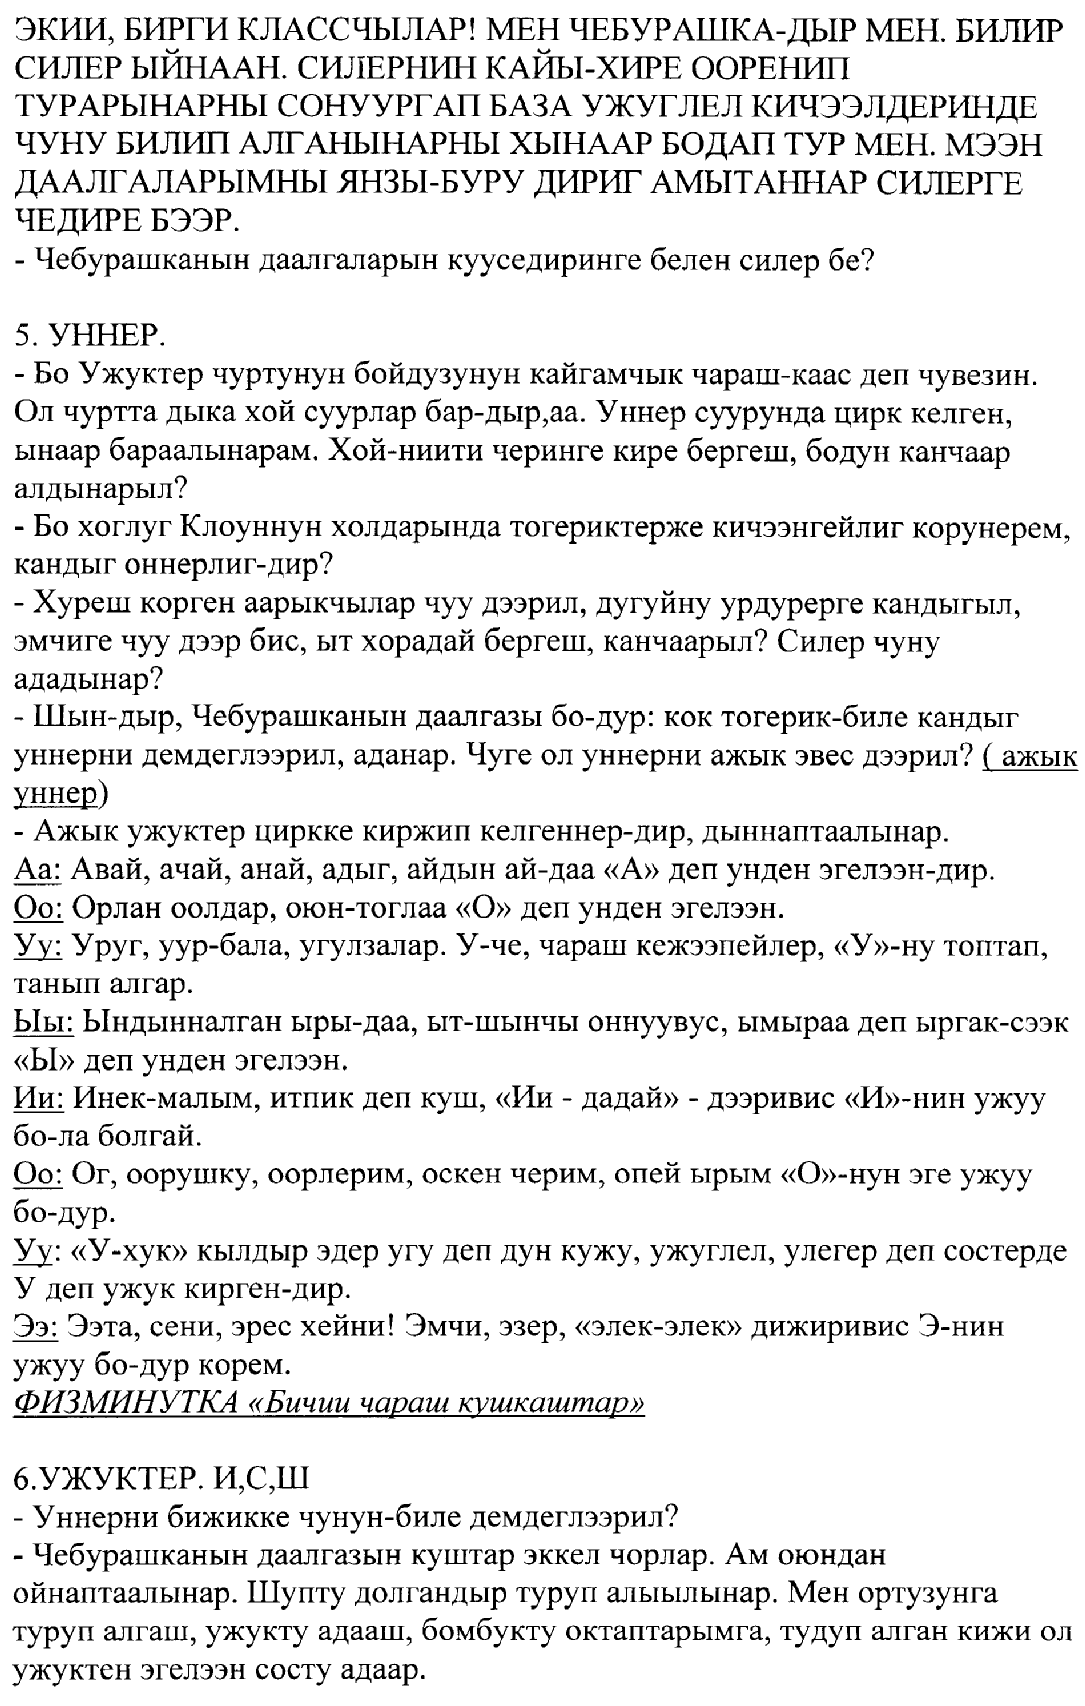 ЭКИИ, БИРГИ КЛАССЧЫЛАР! МЕН ЧЕБУРАШКА-ДЫР МЕН. БИЛИР
СИЛЕР ЫЙНААН. СИЛЕРНИН КАЙЫ-ХИРЕ ООРЕНИП
ТУРАРЫНАРНЫ СОНУУРГАП БАЗА УЖУГЛЕЛ КИЧЭЭЛДЕРИНДЕ
ЧУНУ БИЛИП АЛГАНЫНАРНЫ ХЫНААР БОДАП ТУР МЕН. МЭЭН
ДААЛГАЛАРЫМНЫ ЯНЗЫ-БУРУ ДИРИГ АМЫТАННАР СИЛЕРГЕ
ЧЕДИРЕ БЭЭР.
- Чебурашканын даалгаларын кууседиринге белен силер бе?
5. УННЕР.
- Бо Ужуктер чуртунун бойдузунун кайгамчык чараш-каас деп чувезин.
Ол чуртта дыка хой суурлар бар-дыр,аа. Уннер суурунда цирк келген,
ынаар бараалынарам. Хой-ниити черинге кире бергеш, бодун канчаар
алдынарыл?
- Бо хоглуг Клоуннун холдарында тогериктерже кичээнгейлиг корунерем,
кандыг оннерлиг-дир?
- Хуреш корген аарыкчылар чуу дээрил, дугуйну урдурерге кандыгыл,
эмчиге чуу дээр бис, ыт хорадай бергеш, канчаарыл? Силер чуну
ададынар?
- Шын-дыр, Чебурашканын даалгазы бо-дур: кок тогерик-биле кандыг
уннерни демдеглээрил, аданар. Чуге ол уннерни ажык эвес дээрил? ( ажык
уннер)
- Ажык ужуктер циркке киржип келгеннер-дир, дыннаптаалынар.
Аа: Авай, ачай, анай, адыг, айдын ай-даа «А» деп унден эгелээн-дир.
Оо: Орлан оолдар, оюн-тоглаа «О» деп унден эгелээн.
Уу: Уруг, уур-бала, угулзалар. У-че, чараш кежээпейлер, «У»-ну топтап,
танып алгар.
Ыы: Ындынналган ыры-даа, ыт-шынчы оннуувус, ымыраа деп ыргак-сээк
«Ы» деп унден эгелээн.
Ии: Инек-малым, итпик деп куш, «Ии - дадай» - дээривис «И»-нин ужуу
бо-ла болгай.
Оо: Ог, оорушку, оорлерим, оскен черим, опей ырым «О»-нун эге ужуу
бо-дур.
Уу: «У-хук» кылдыр эдер угу деп дун кужу, ужуглел, улегер деп состерде
У деп ужук кирген-дир.
Ээ: Ээта, сени, эрес хейни! Эмчи, эзер, «элек-элек» дижиривис Э-нин
ужуу бо-дур корем.
ФИЗМИНУТКА «Бичии чараш кушкаштар»
6.УЖУКТЕР. И,С,Ш
- Уннерни бижикке чунун-биле демдеглээрил?
- Чебурашканын даалгазын куштар эккел чорлар. Ам оюндан
ойнаптаалынар. Шупту долгандыр туруп алыылынар. Мен ортузунга
туруп алгаш, ужукту адааш, бомбукту октаптарымга, тудуп алган кижи ол
ужуктен эгелээн состу адаар.